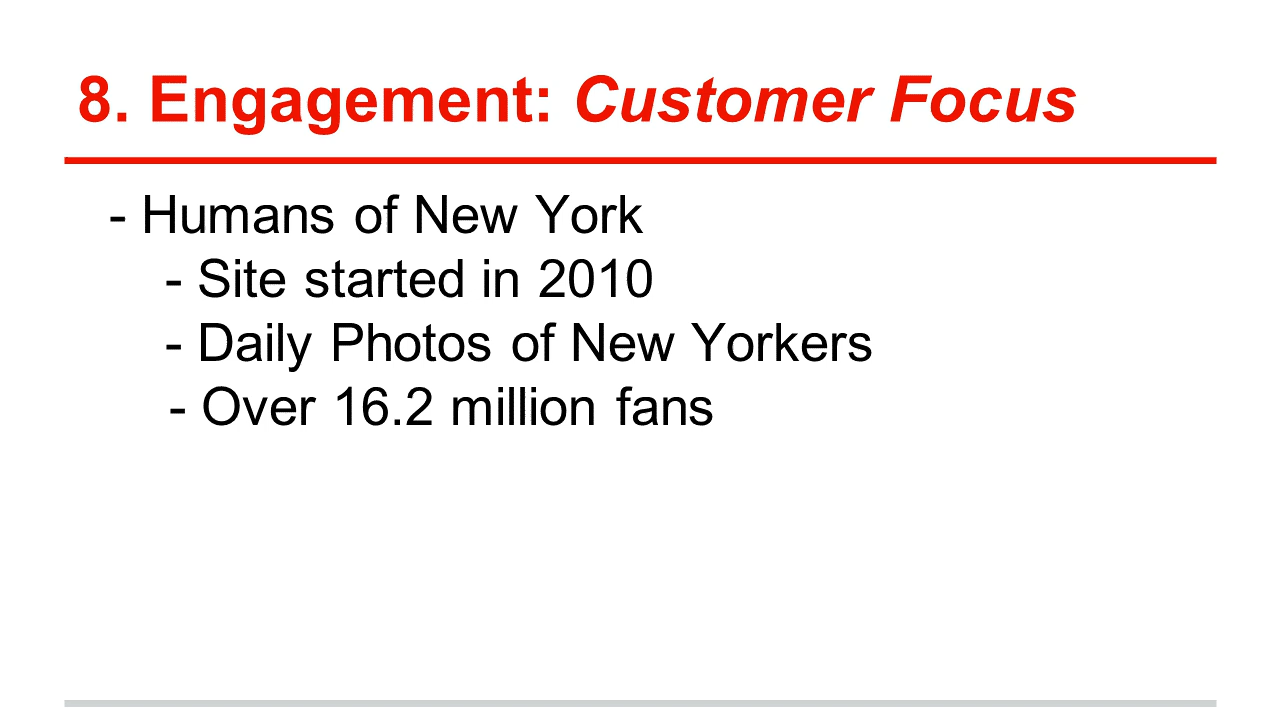 8. Engagement: Customer Focus
- Humans of New York
- Site started in 2010
- Daily Photos of New Yorkers
- Over 16.2 million fans